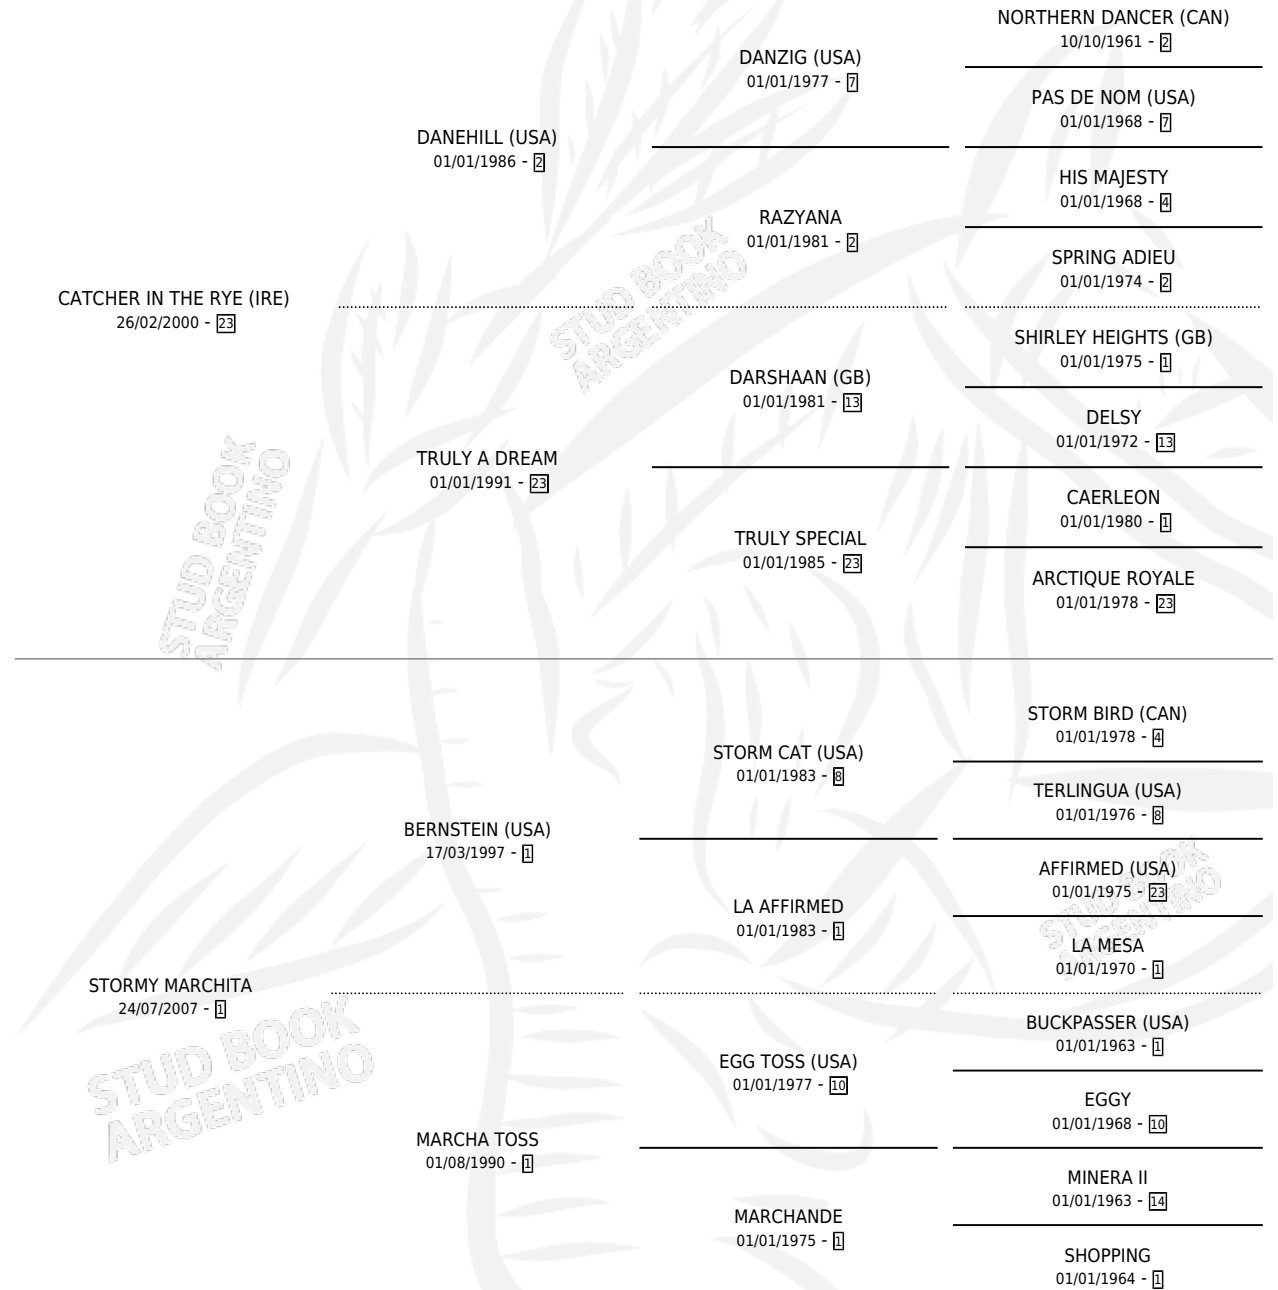 NORTHERN DANCER (CAN)
10/10/1961 - 2
DANZIG (USA)
01/01/1977 - 7
PAS DE NOM (USA)
01/01/1968 - 7
DANEHILL (USA)
01/01/1986 - 2
HIS MAJESTY
01/01/1968 - 4
RAZYANA
01/01/1981 - 2
SPRING ADIEU
01/01/1974 - 2
CATCHER IN THE RYE (IRE)
26/02/2000 - 23
STUD BOOK
ARGENTINO
SHIRLEY HEIGHTS (GB)
01/01/1975 - 1
DARSHAAN (GB)
01/01/1981 - 13
DELSY
01/01/1972 - 13
TRULY A DREAM
01/01/1991 - 23
CAERLEON
01/01/1980 - 1
TRULY SPECIAL
01/01/1985 - 23
ARCTIQUE ROYALE
01/01/1978 - 23
STUD BOOK
ARGENTINO
STORM BIRD (CAN)
01/01/1978 - 4
STORM CAT (USA)
01/01/1983 - 8
TERLINGUA (USA)
01/01/1976 - 8
BERNSTEIN (USA)
17/03/1997 - 1
AFFIRMED (USA)
01/01/1975 - 23
LA AFFIRMED
01/01/1983 - 1
STUD BOOK
ARGENTINO
LA MESA
01/01/1970 - 1
STORMY MARCHITA
24/07/2007 - 1
STUD BOOK
ARGENTINO
BUCKPASSER (USA)
01/01/1963 - 1
EGG TOSS (USA)
01/01/1977 - 10
EGGY
01/01/1968 - 10
MARCHA TOSS
01/08/1990 - 1
MINERA II
01/01/1963 - 14
MARCHANDE
01/01/1975 - 1
SHOPPING
01/01/1964 - 1